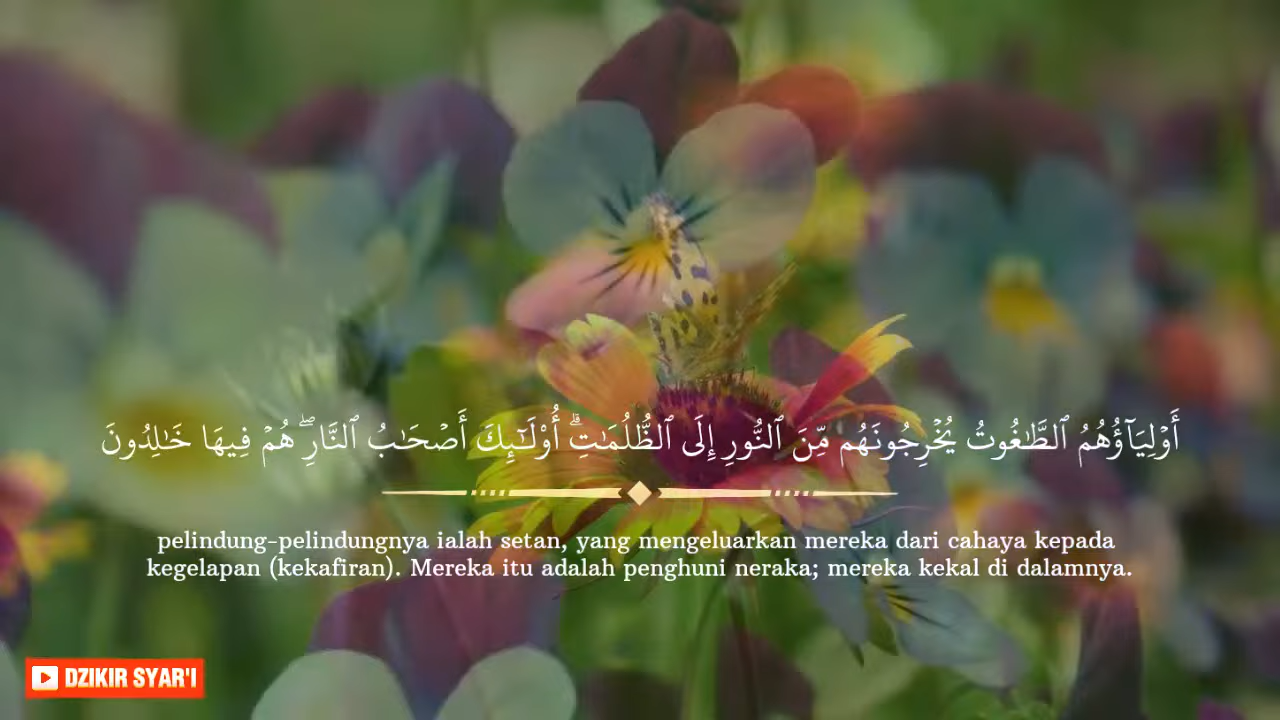 أَوْلِيَآؤُهُمُ ٱلطَّـٰغُوتُ يُخْرِجُونَهُم مِّنَ ٱلنُّورِ إِلَى ٱلظُّلُمَـٰتِ ۗ أُو۟لَـٰٓئِكَ أَصْحَـٰبُ ٱلنَّارِ ۖ هُمْ فِيهَا خَـٰلِدُونَ
pelindung-pelindungnya ialah setan, yang mengeluarkan mereka dari cahaya kepada
kegelapan (kekafiran). Mereka itu adalah penghuni neraka; mereka kekal di dalamnya.
DZIKIR SYAR'I